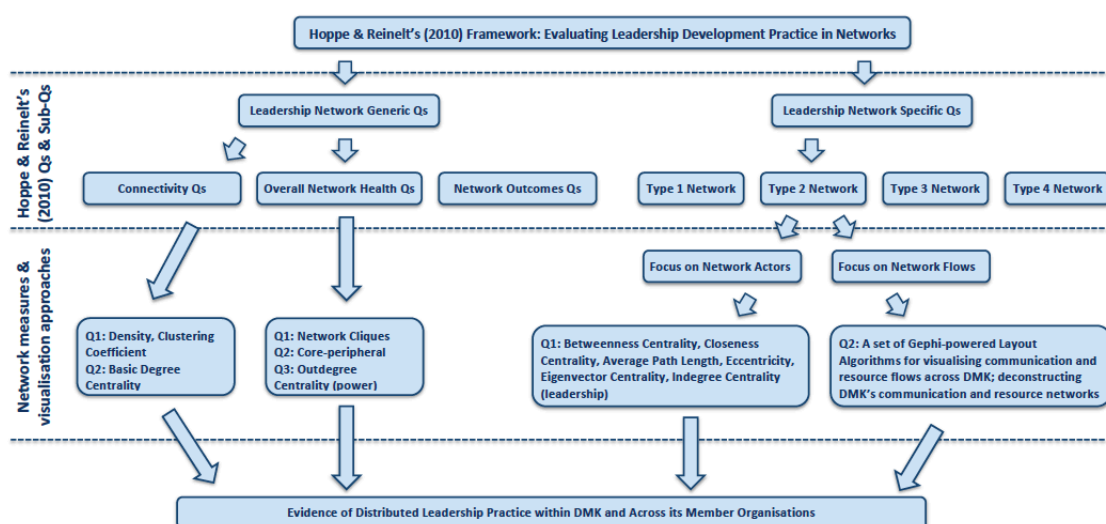 Hoppe & Reinelt's (2010) Framework: Evaluating Leadership Development Practice in Networks
Hoppe & Reinelt's
(2010) Qs & Sub-Qs
Leadership Network Generic Qs
Leadership Network Specific Qs
Connectivity Qs
Overall Network Health Qs
Network Outcomes Qs
Type 1 Network
Type 2 Network
Type 3 Network
Type 4 Network
Network measures &
visualisation approaches
Focus on Network Actors
Focus on Network Flows
Q1: Density, Clustering
Coefficient
Q2: Basic Degree
Centrality
Q1: Network Cliques
Q2: Core-peripheral
Q3: Outdegree
Centrality (power)
Q1: Betweenness Centrality, Closeness
Centrality, Average Path Length, Eccentricity,
Eigenvector Centrality, Indegree Centrality
(leadership)
Q2: A set of Gephi-powered Layout
Algorithms for visualising communication and
resource flows across DMK; deconstructing
DMK's communication and resource networks
Evidence of Distributed Leadership Practice within DMK and Across its Member Organisations